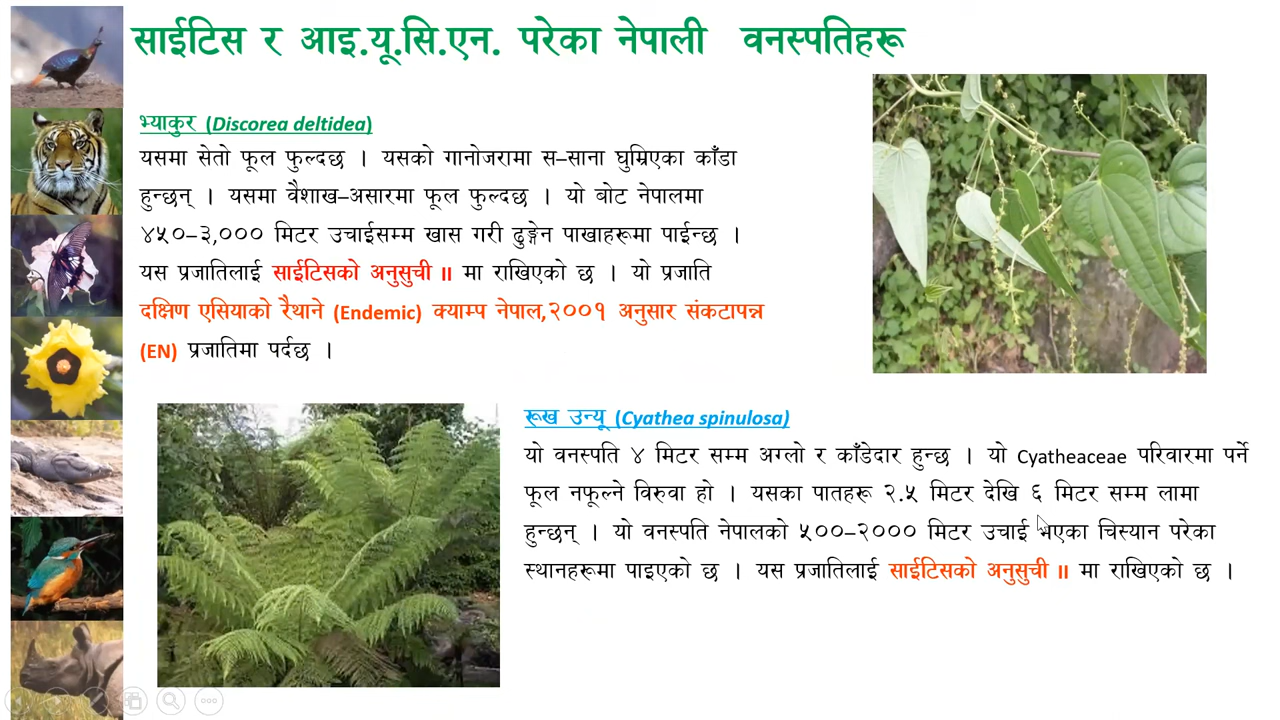 साईटिस र आइ.यू.सि.एन. परेका नेपाली वनस्पतिहरू
भ्याकुर (Discorea deltidea)
यसमा सेतो फूल फुल्दछ । यसको गानोजरामा स-साना घुम्रिएका काँडा
हुन्छन् । यसमा वैशाख-असारमा फूल फुल्दछ । यो बोट नेपालमा
४५०-३,००० मिटर उचाईसम्म खास गरी ढुङ्गेन पाखाहरूमा पाईन्छ ।
यस प्रजातिलाई साईटिसको अनुसुची II मा राखिएको छ । यो प्रजाति
दक्षिण एसियाको रैथाने (Endemic) क्याम्प नेपाल,२००१ अनुसार संकटापन्न
(EN) प्रजातिमा पर्दछ ।
रूख उन्यू (Cyathea spinulosa)
यो वनस्पति ४ मिटर सम्म अग्लो र काँडेदार हुन्छ । यो Cyatheaceae परिवारमा पर्ने
फूल नफूल्ने विरुवा हो । यसका पातहरू २.५ मिटर देखि ६ मिटर सम्म लामा
हुन्छन् । यो वनस्पति नेपालको ५००-२००० मिटर उचाई भएका चिस्यान परेका
स्थानहरूमा पाइएको छ । यस प्रजातिलाई साईटिसको अनुसुची II मा राखिएको छ ।